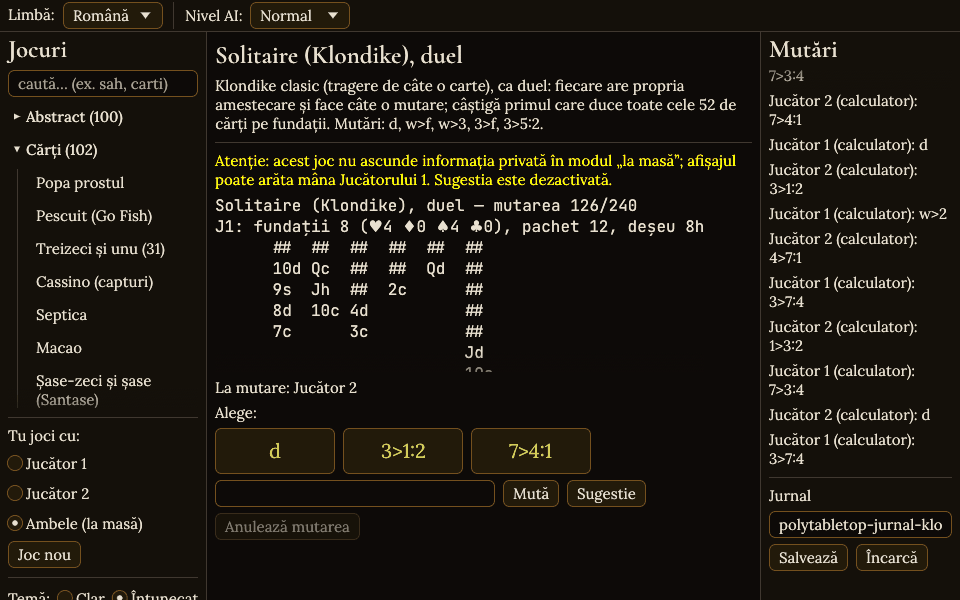 Limbă: Română ▼ Nivel AI: Normal ▼
Jocuri
caută... (ex. sah, carti)
▸ Abstract (100)
▾ Cărți (102)
Popa prostul
Pescuit (Go Fish)
Treizeci și unu (31)
Cassino (capturi)
Septica
Macao
Șase-zeci și șase
(Santase)
Tu joci cu:
Jucător 1
Jucător 2
Ambele (la masă)
Joc nou
Temă: Clar Întunecat
Solitaire (Klondike), duel
Klondike clasic (tragere de câte o carte), ca duel: fiecare are propria
amestecare și face câte o mutare; câștigă primul care duce toate cele 52 de
cărți pe fundații. Mutări: d, w>f, w>3, 3>f, 3>5:2.
Atenție: acest joc nu ascunde informația privată în modul „la masă”; afișajul
poate arăta mâna Jucătorului 1. Sugestia este dezactivată.
Solitaire (Klondike), duel — mutarea 126/240
J1: fundații 8 (♥4 ♦0 ♠4 ♣0), pachet 12, deșeu 8h
## ## ## ## ## ##
10d Qc ## ## Qd ##
9s Jh ## 2c ##
8d 10c 4d ##
7c 3c ##
Jd
La mutare: Jucător 2
Alege:
d 3>1:2 7>4:1
Mută Sugestie
Anulează mutarea
Mutări
7>3:4
Jucător 2 (calculator):
7>4:1
Jucător 1 (calculator): d
Jucător 2 (calculator):
3>1:2
Jucător 1 (calculator): w>2
Jucător 2 (calculator):
4>7:1
Jucător 1 (calculator):
3>7:4
Jucător 2 (calculator):
1>3:2
Jucător 1 (calculator):
7>3:4
Jucător 2 (calculator): d
Jucător 1 (calculator):
3>7:4
Jurnal
polytabletop-jurnal-klo
Salvează Încarcă